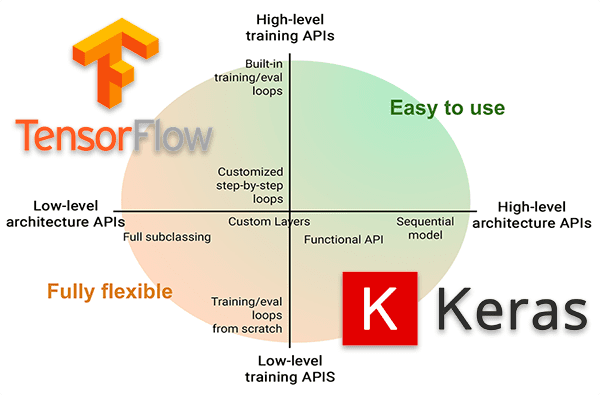 High-level
training APIs
Built-in
training/eval
loops
Easy to use
TensorFlow
Customized
step-by-step
loops
Low-level
architecture APIs
High-level
architecture APIs
Custom Layers
Sequential
model
Full subclassing
Functional API
Fully flexible
K Keras
Training/eval
loops
from scratch
Low-level
training APIS